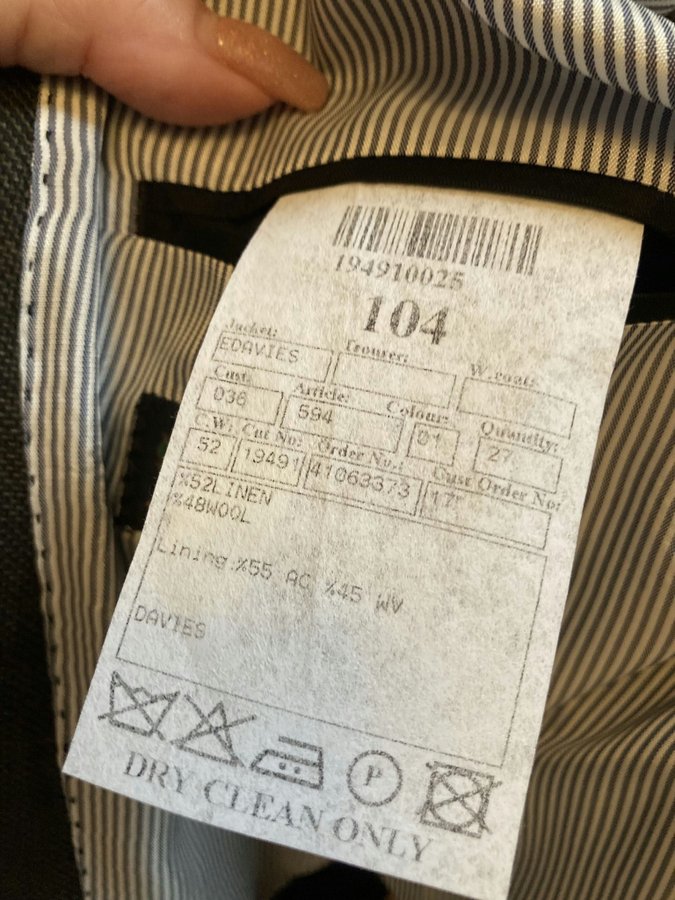 194910025
104
Jacket: Trouser: W.coat:
EDAVIES
Cust: Article: Colour: Quantity:
036 594 01 27
C.W: Cut No: Order No.: Cust Order No:
52 19491 41063373 17
%52LINEN
%48WOOL
Lining:%55 AC %45 WV
DAVIES
P
DRY CLEAN ONLY